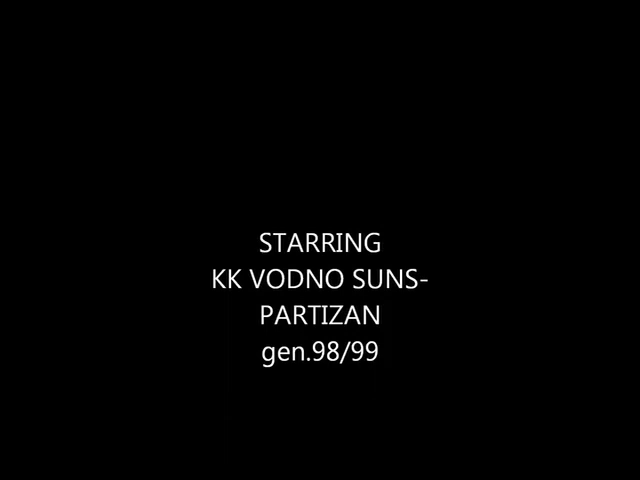 STARRING
KK VODNO SUNS-
PARTIZAN
gen.98/99